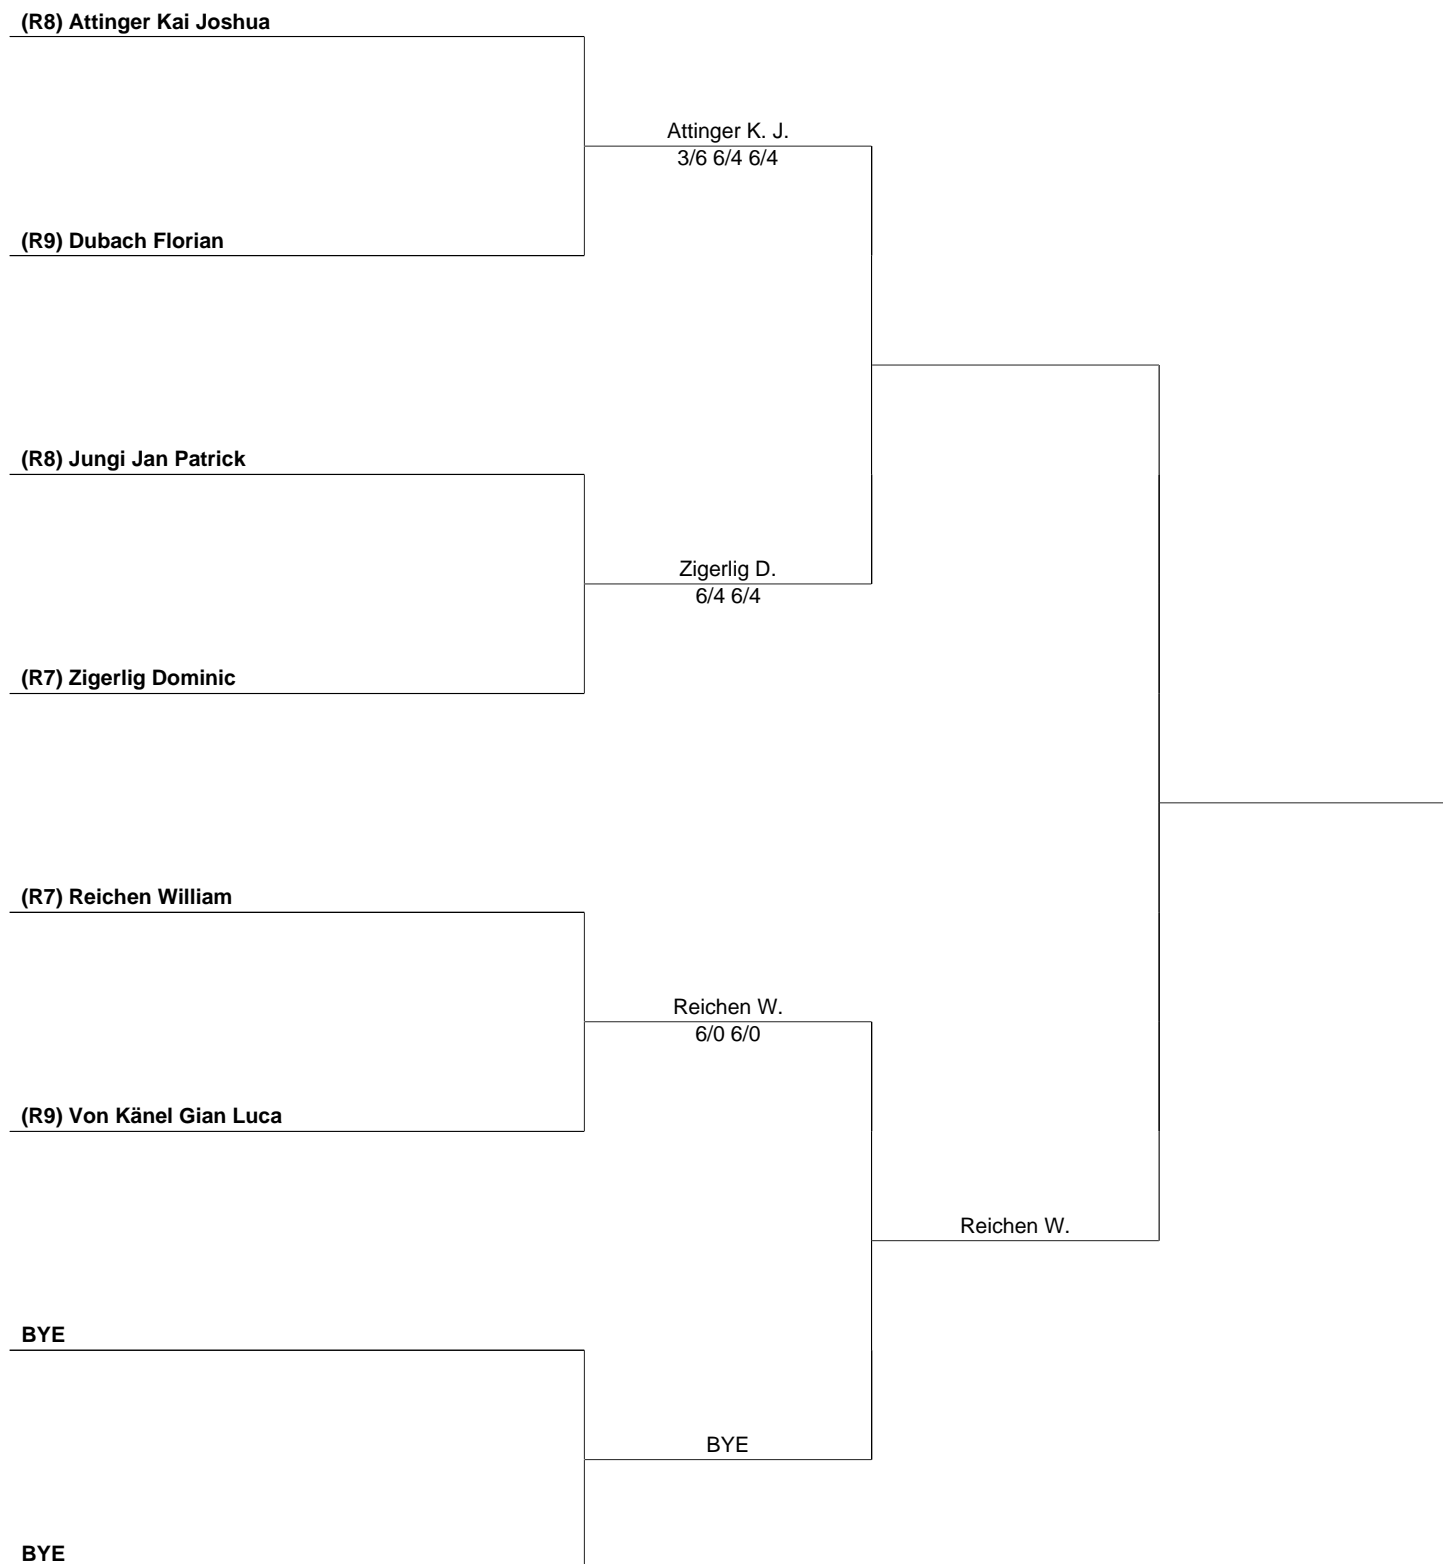 (R8) Attinger Kai Joshua
Attinger K. J.
3/6 6/4 6/4
(R9) Dubach Florian
(R8) Jungi Jan Patrick
Zigerlig D.
6/4 6/4
(R7) Zigerlig Dominic
(R7) Reichen William
Reichen W.
6/0 6/0
(R9) Von Känel Gian Luca
Reichen W.
BYE
BYE
BYE